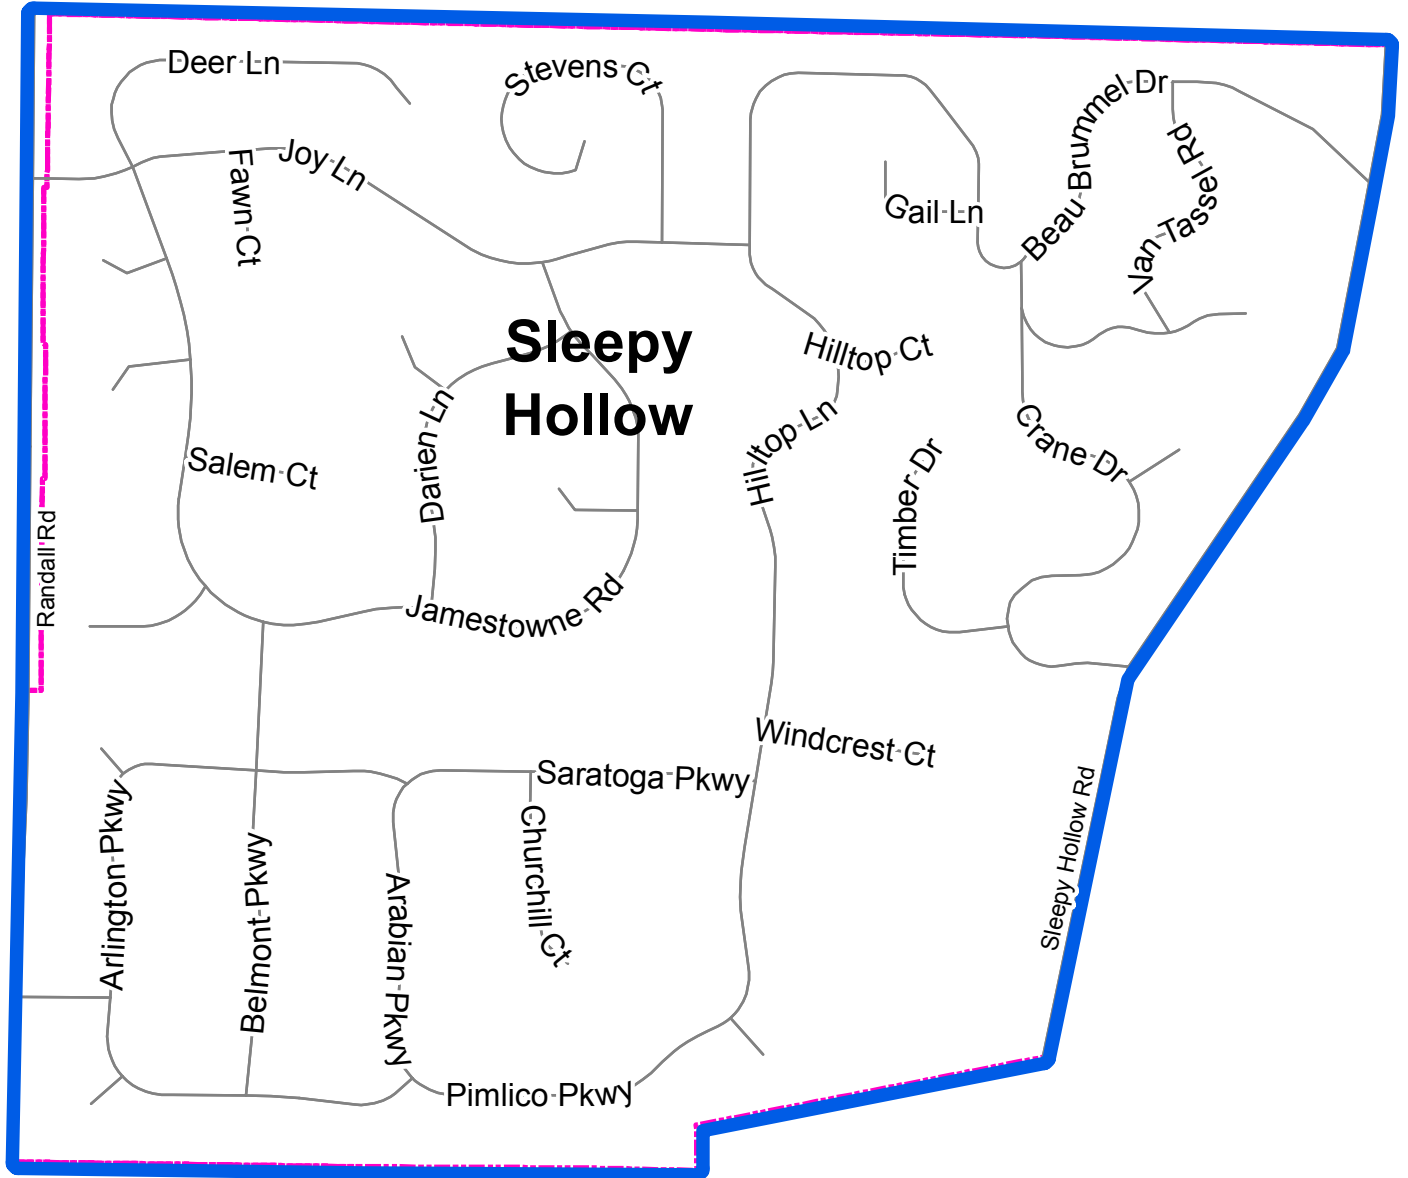 Deer Ln
Stevens Ct
Beau Brummel Dr
Joy Ln
Fawn Ct
Van Tassel Rd
Gail Ln
Sleepy
Hollow
Hilltop Ct
Hilltop Ln
Darien Ln
Crane Dr
Timber Dr
Salem Ct
Randall Rd
Jamestowne Rd
Windcrest Ct
Saratoga Pkwy
Sleepy Hollow Rd
Arlington Pkwy
Belmont Pkwy
Arabian Pkwy
Churchill Ct
Pimlico Pkwy